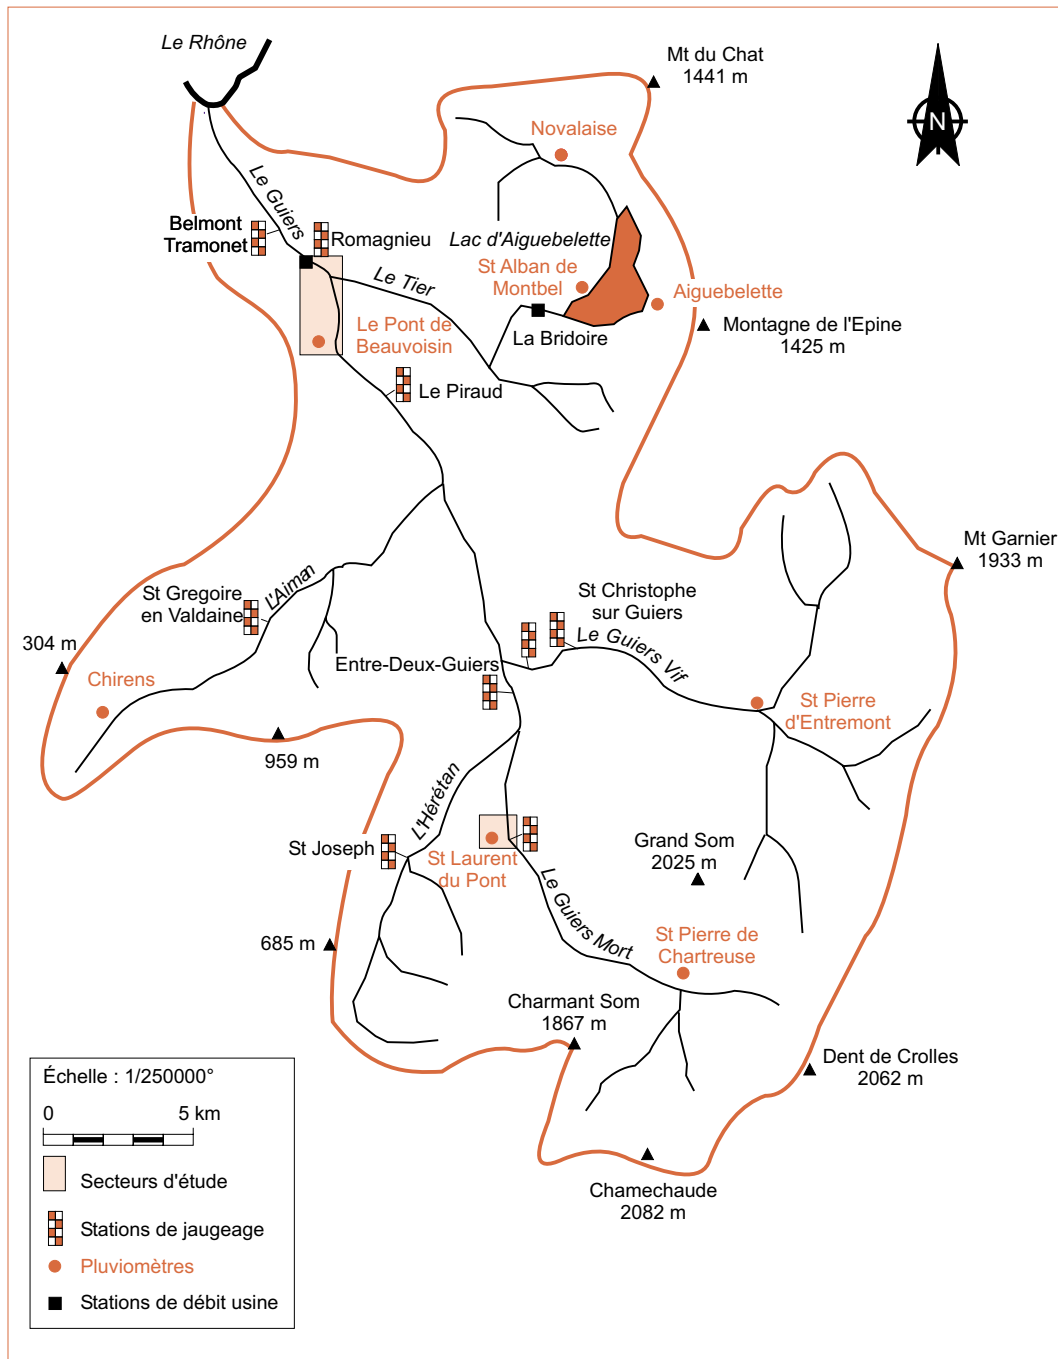 Le Rhône
Mt du Chat
1441 m
N
Novalaise
Le Guiers
Belmont
Tramonet
Romagnieu
Lac d'Aiguebelette
Le Tier
St Alban de
Montbel
Aiguebelette
La Bridoire
Montagne de l'Epine
1425 m
Le Pont de
Beauvoisin
Le Piraud
Mt Garnier
1933 m
L'Aiman
St Gregoire
en Valdaine
St Christophe
sur Guiers
Le Guiers Vif
304 m
Entre-Deux-Guiers
Chirens
St Pierre
d'Entremont
959 m
L'Hérétan
St Joseph
St Laurent
du Pont
Grand Som
2025 m
Le Guiers Mort
685 m
St Pierre de
Chartreuse
Charmant Som
1867 m
Dent de Crolles
2062 m
Chamechaude
2082 m
Échelle : 1/250000°
0 5 km
Secteurs d'étude
Stations de jaugeage
Pluviomètres
Stations de débit usine